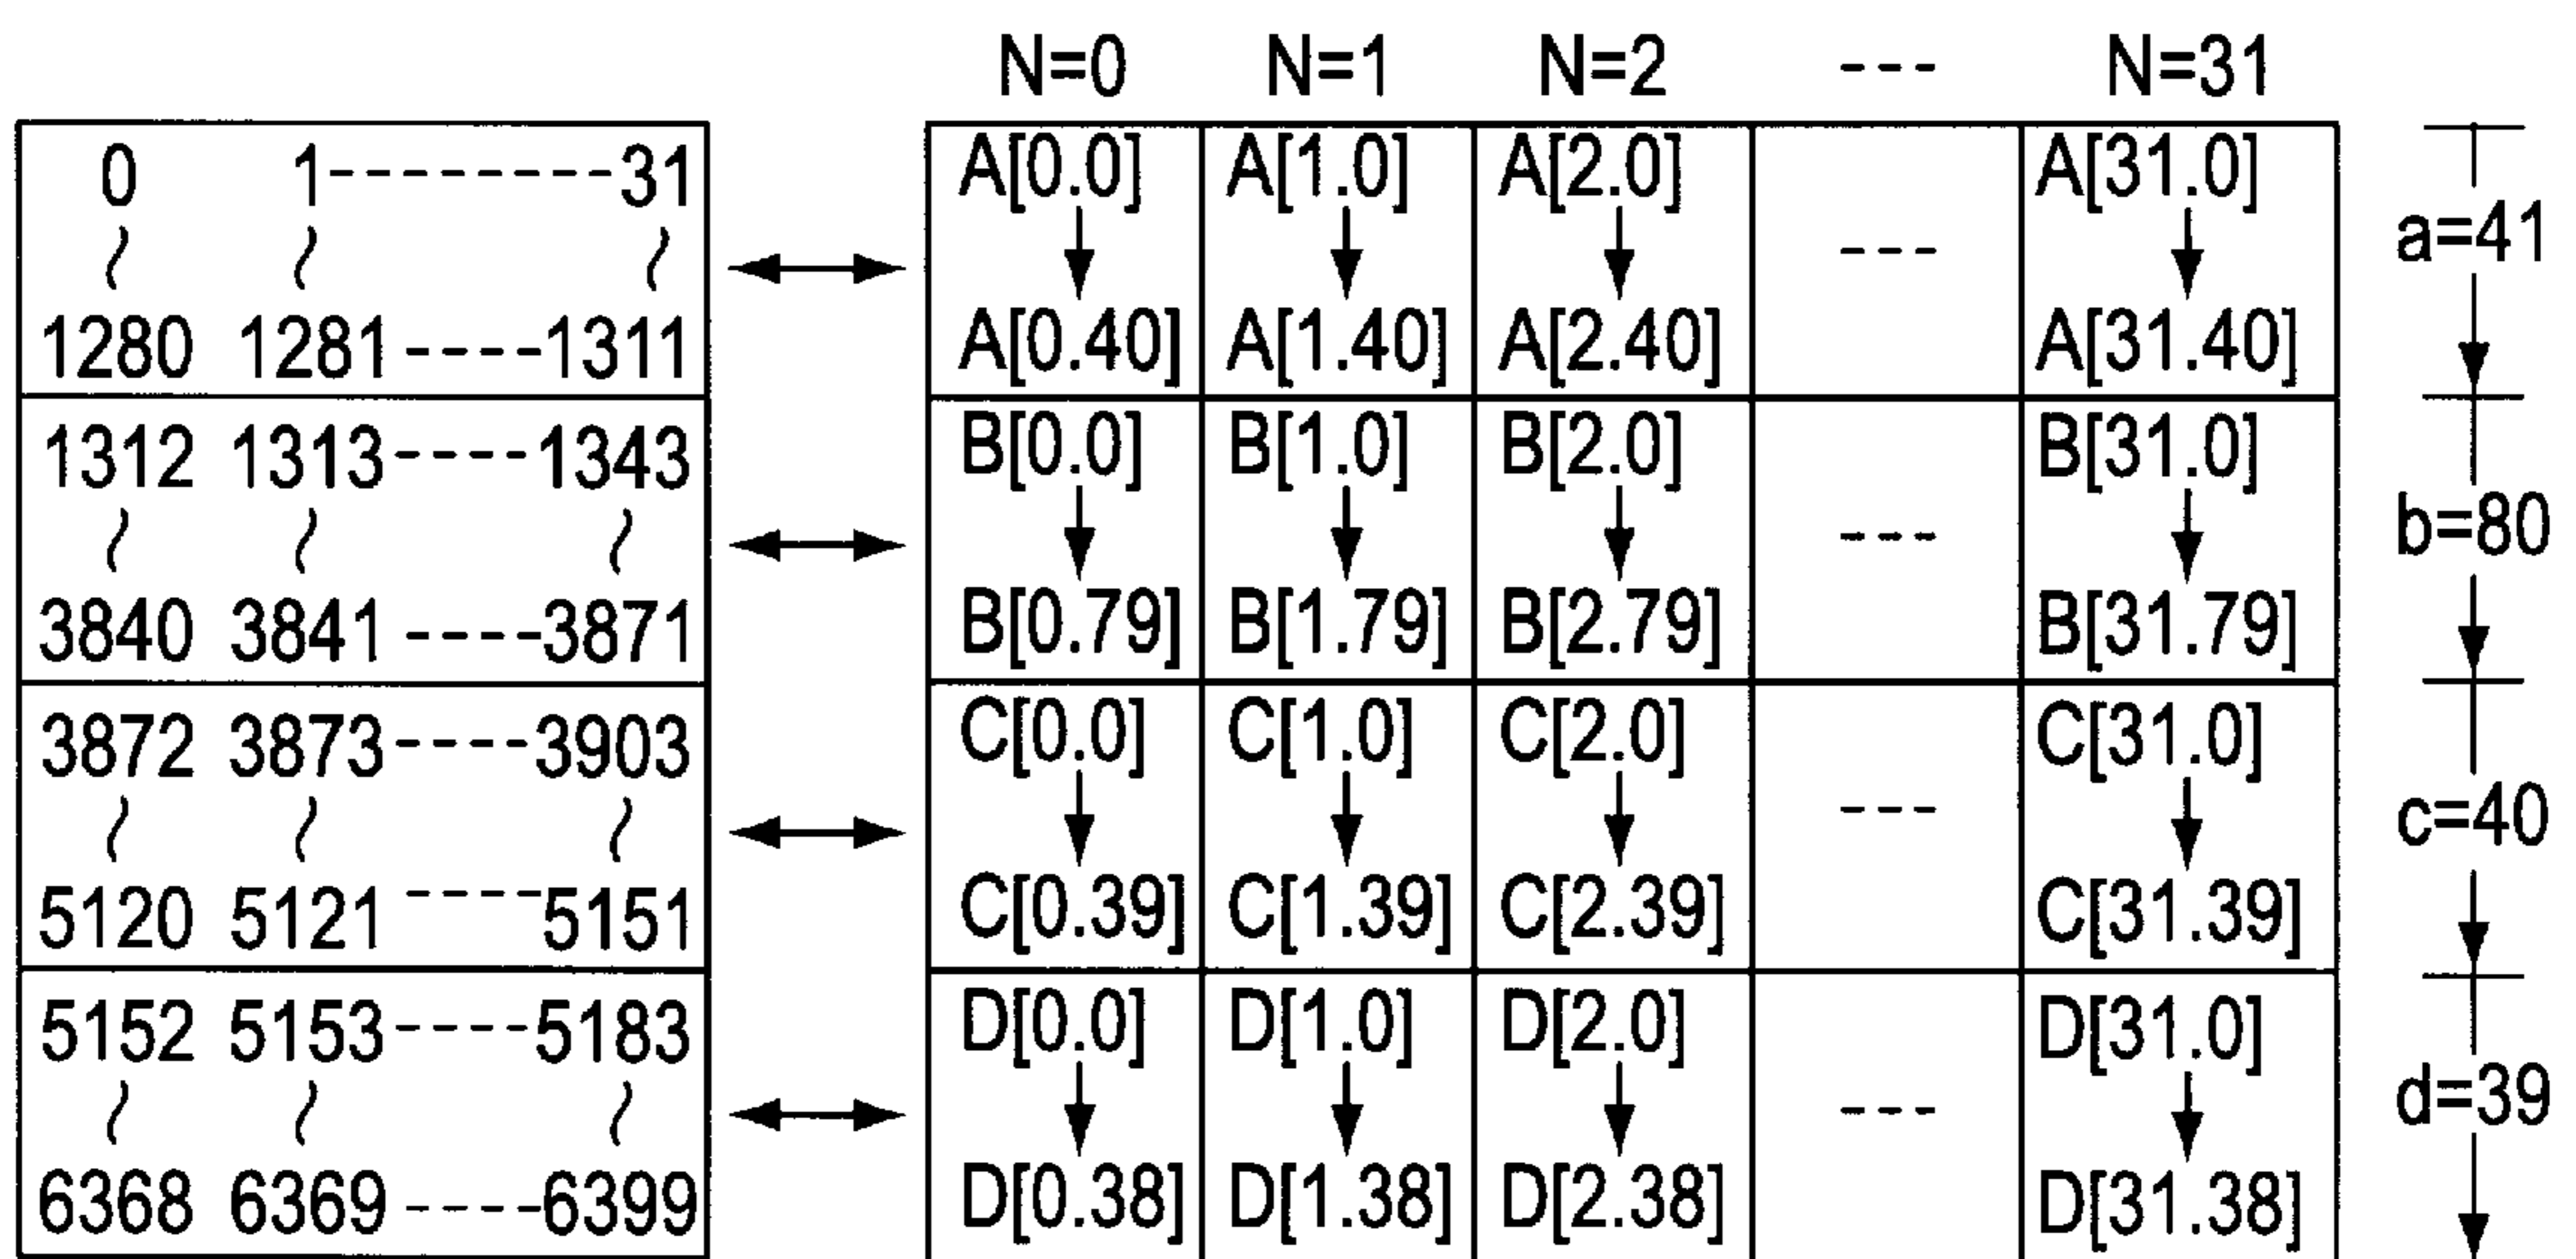 N=0 N=1 N=2 --- N=31
0 1---------31 A[0.0] A[1.0] A[2.0] A[31.0]
~ ~ ~ --- a=41
1280 1281 ----1311 A[0.40] A[1.40] A[2.40] A[31.40]
1312 1313----1343 B[0.0] B[1.0] B[2.0] B[31.0]
~ ~ ~ --- b=80
3840 3841 ----3871 B[0.79] B[1.79] B[2.79] B[31.79]
3872 3873----3903 C[0.0] C[1.0] C[2.0] C[31.0]
~ ~ ~ --- c=40
5120 5121 ----5151 C[0.39] C[1.39] C[2.39] C[31.39]
5152 5153----5183 D[0.0] D[1.0] D[2.0] D[31.0]
~ ~ ~ --- d=39
6368 6369 ----6399 D[0.38] D[1.38] D[2.38] D[31.38]